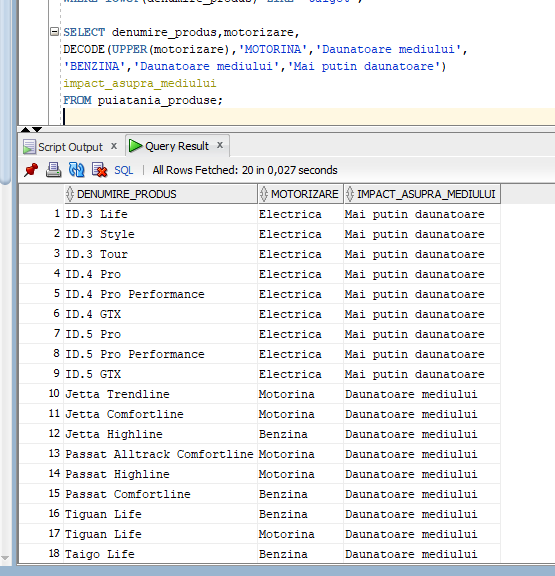 WHERE lower(denumire_produs) LIKE 'taigo%';
SELECT denumire_produs,motorizare,
DECODE(UPPER(motorizare),'MOTORINA','Daunatoare mediului',
'BENZINA','Daunatoare mediului','Mai putin daunatoare')
impact_asupra_mediului
FROM puiatania_produse;
Script Output x Query Result x
SQL | All Rows Fetched: 20 in 0,027 seconds
DENUMIRE_PRODUS MOTORIZARE IMPACT_ASUPRA_MEDIULUI
1 ID.3 Life Electrica Mai putin daunatoare
2 ID.3 Style Electrica Mai putin daunatoare
3 ID.3 Tour Electrica Mai putin daunatoare
4 ID.4 Pro Electrica Mai putin daunatoare
5 ID.4 Pro Performance Electrica Mai putin daunatoare
6 ID.4 GTX Electrica Mai putin daunatoare
7 ID.5 Pro Electrica Mai putin daunatoare
8 ID.5 Pro Performance Electrica Mai putin daunatoare
9 ID.5 GTX Electrica Mai putin daunatoare
10 Jetta Trendline Motorina Daunatoare mediului
11 Jetta Comfortline Motorina Daunatoare mediului
12 Jetta Highline Benzina Daunatoare mediului
13 Passat Alltrack Comfortline Motorina Daunatoare mediului
14 Passat Highline Motorina Daunatoare mediului
15 Passat Comfortline Benzina Daunatoare mediului
16 Tiguan Life Benzina Daunatoare mediului
17 Tiguan Life Motorina Daunatoare mediului
18 Taigo Life Benzina Daunatoare mediului